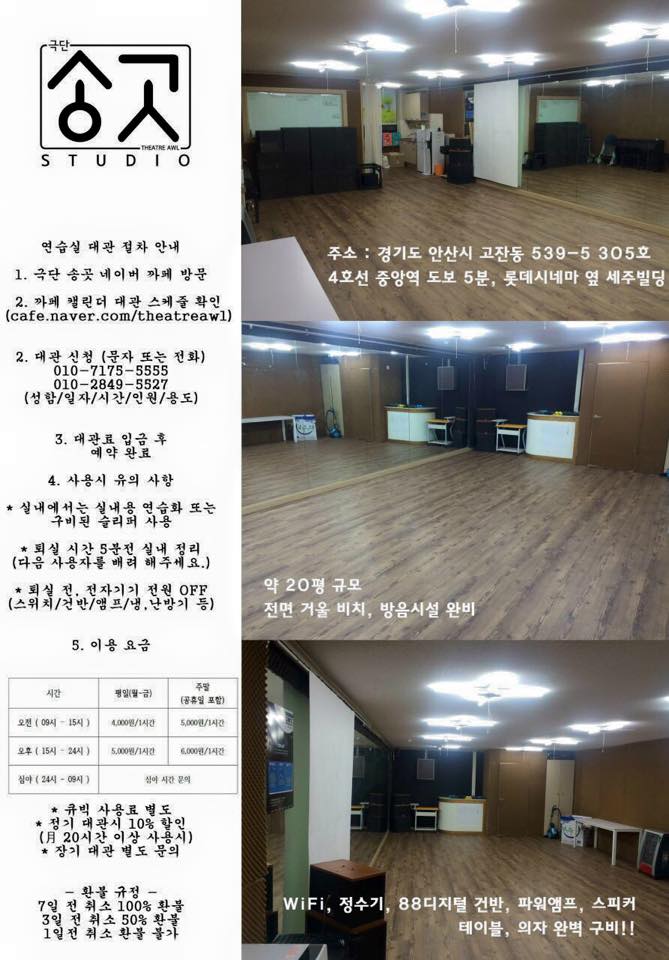 극단
송곳
THEATRE AWL
STUDIO
연습실 대관 절차 안내
1. 극단 송곳 네이버 까페 방문
2. 까페 캘린더 대관 스케줄 확인
(cafe.naver.com/theatreawl)
2. 대관 신청 (문자 또는 전화)
010-7175-5555
010-2849-5527
(성함/일자/시간/인원/용도)
3. 대관료 입금 후
예약 완료
4. 사용시 유의 사항
* 실내에서는 실내용 연습화 또는
구비된 슬리퍼 사용
* 퇴실 시간 5분전 실내 정리
(다음 사용자를 배려 해주세요.)
* 퇴실 전, 전자기기 전원 OFF
(스위치/건반/앰프/냉,난방기 등)
5. 이용 요금
시간 평일(월-금) 주말
(공휴일 포함)
오전 ( 09시 - 15시 ) 4,000원/1시간 5,000원/1시간
오후 ( 15시 - 24시 ) 5,000원/1시간 6,000원/1시간
심야 ( 24시 - 09시 ) 심야 시간 문의
* 큐빅 사용료 별도
* 정기 대관시 10% 할인
(月 20시간 이상 사용시)
* 장기 대관 별도 문의
- 환불 규정 -
7일 전 취소 100% 환불
3일 전 취소 50% 환불
1일전 취소 환불 불가
주소 : 경기도 안산시 고잔동 539-5 305호
4호선 중앙역 도보 5분, 롯데시네마 옆 세주빌딩
약 20평 규모
전면 거울 비치, 방음시설 완비
WiFi, 정수기, 88디지털 건반, 파워앰프, 스피커
테이블, 의자 완벽 구비!!